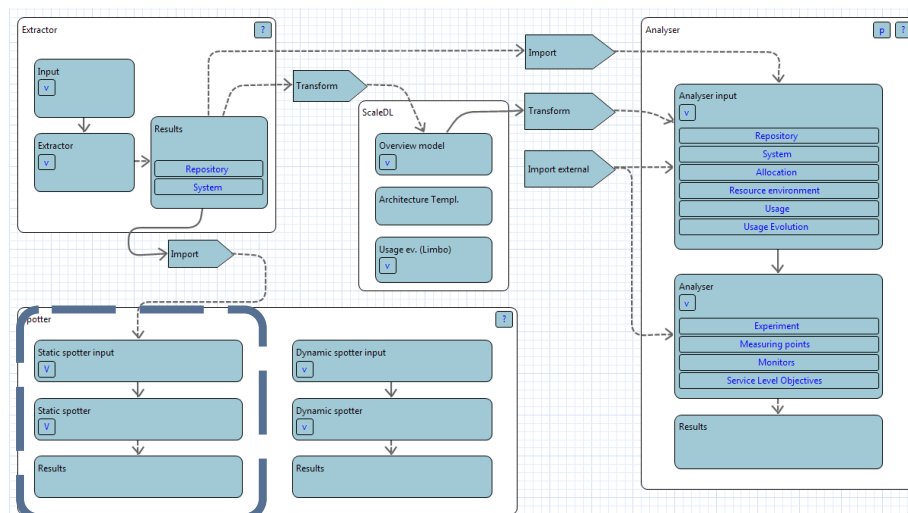 Extractor
?
Input
v
Extractor
v
Results
Repository
System
Import
Transform
ScaleDL
Overview model
v
Architecture Templ.
Usage ev. (Limbo)
v
Import
Transform
Import external
Analyser
p
?
Analyser input
v
Repository
System
Allocation
Resource environment
Usage
Usage Evolution
Analyser
v
Experiment
Measuring points
Monitors
Service Level Objectives
Results
potter
?
Static spotter input
V
Static spotter
V
Results
Dynamic spotter input
v
Dynamic spotter
v
Results